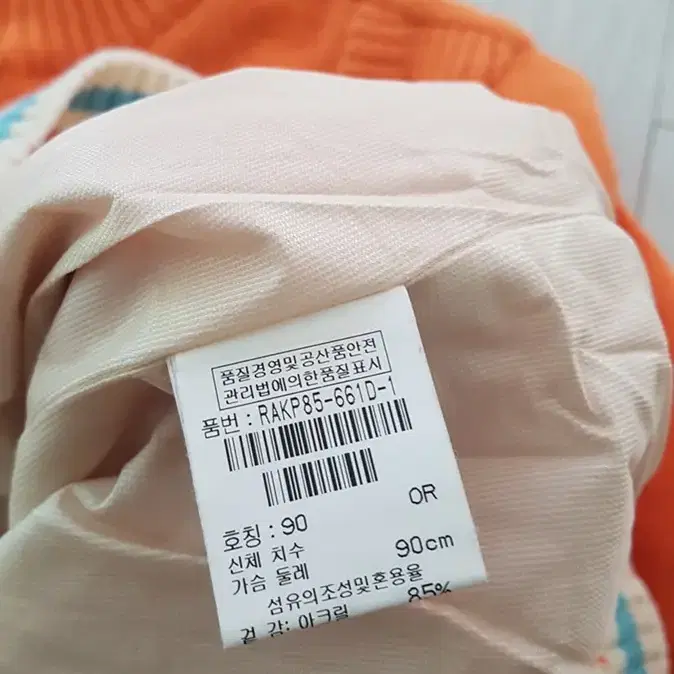 품질경영및공산품안전
관리법에의한품질표시
품번 : RAKP85-661D-1
OR
호칭 : 90
신체 치수
가슴 둘레 90cm
섬유의조성및혼용율
겉 감: 아크릴 85%